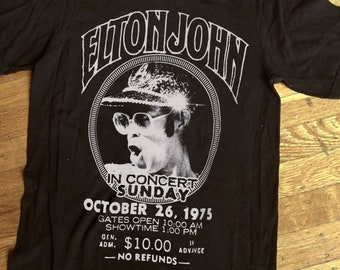 ELTON JOHN
IN CONCERT
SUNDAY
OCTOBER 26, 1975
GATES OPEN 10:00 AM
SHOWTIME 1:00 PM
GEN. ADM. $10.00 IN ADVANCE
— NO REFUNDS —